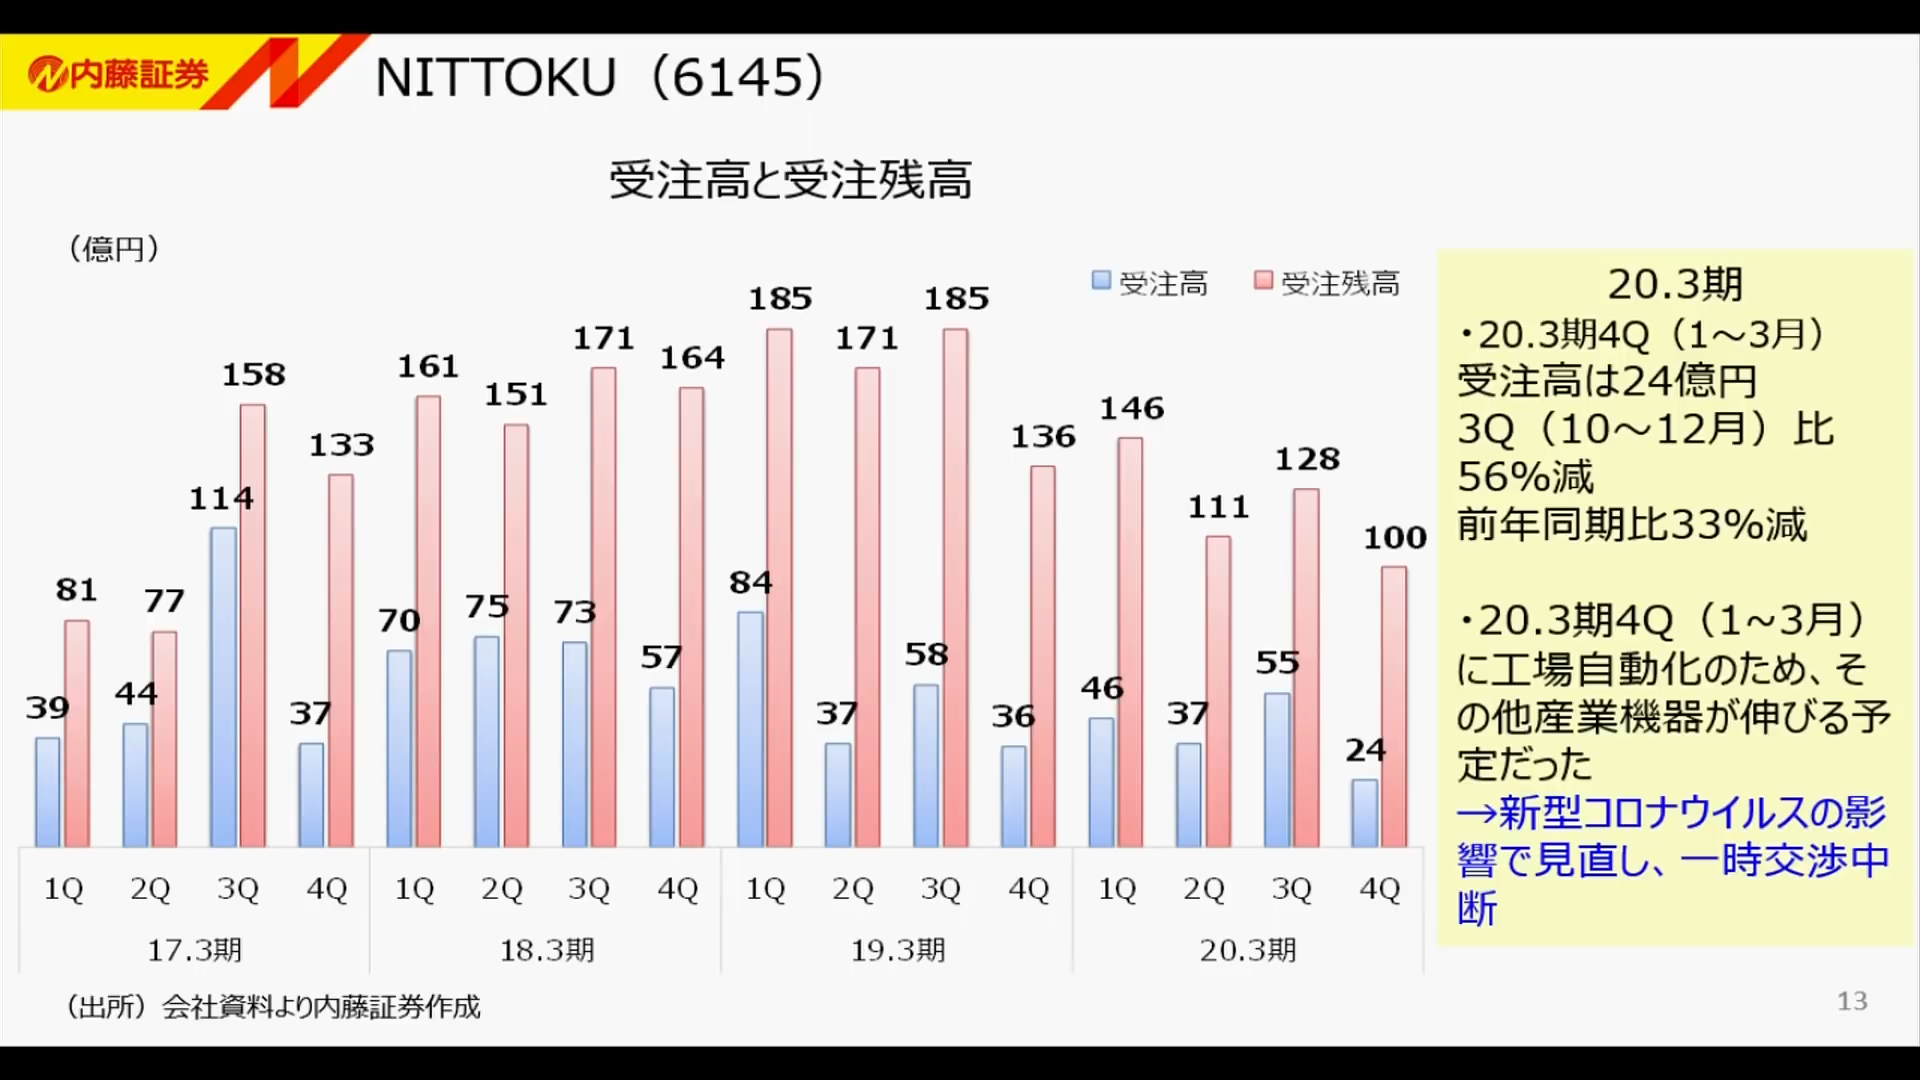 内藤証券
NITTOKU（6145）
受注高と受注残高
（億円）
受注高 受注残高
39 81 44 77 114 158 37 133 70 161 75 151 73 171 57 164 84 185 37 171 58 185 36 136 46 146 37 111 55 128 24 100
1Q 2Q 3Q 4Q 1Q 2Q 3Q 4Q 1Q 2Q 3Q 4Q 1Q 2Q 3Q 4Q
17.3期 18.3期 19.3期 20.3期
（出所）会社資料より内藤証券作成
20.3期
・20.3期4Q（1～3月）
受注高は24億円
3Q（10～12月）比
56%減
前年同期比33%減
・20.3期4Q（1~3月）
に工場自動化のため、そ
の他産業機器が伸びる予
定だった
→新型コロナウイルスの影
響で見直し、一時交渉中
断
13